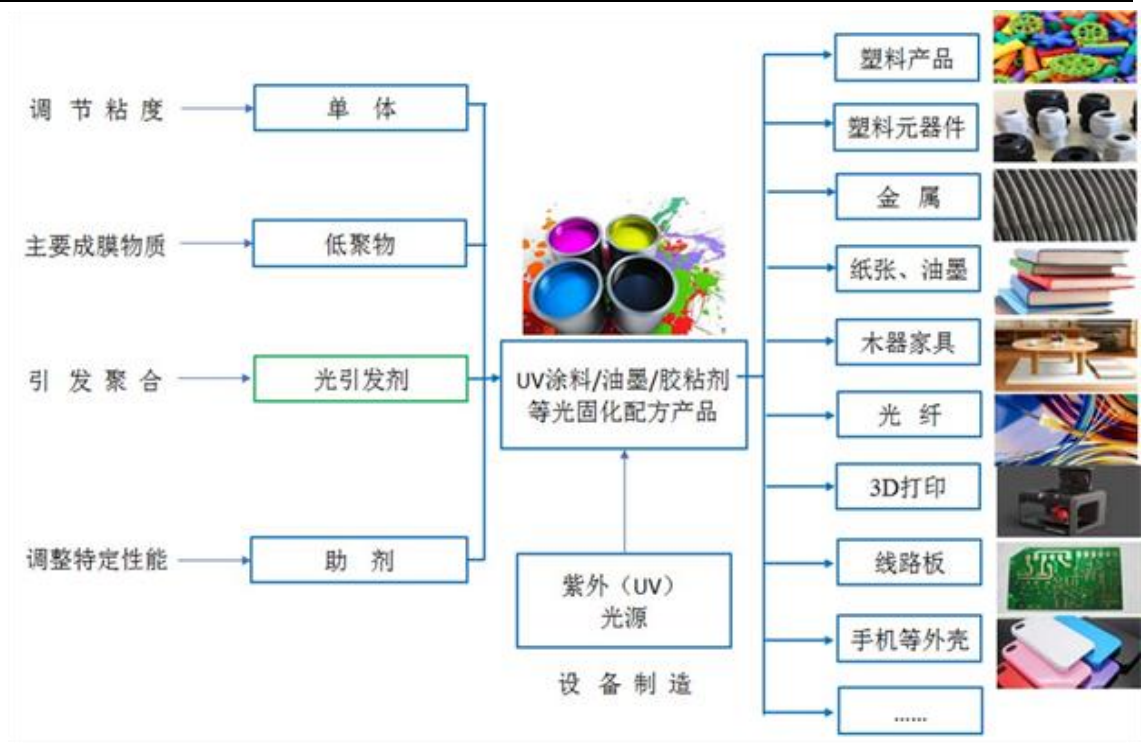 调节粘度
单体
主要成膜物质
低聚物
引发聚合
光引发剂
调整特定性能
助剂
UV涂料/油墨/胶粘剂
等光固化配方产品
紫外（UV）
光源
设备制造
塑料产品
塑料元器件
金属
纸张、油墨
木器家具
光纤
3D打印
线路板
手机等外壳
……